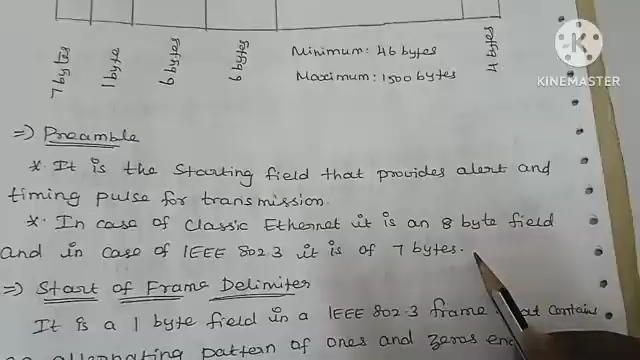 7 bytes
1 byte
6 bytes
6 bytes
Minimum: 46 bytes
Maximum: 1500 bytes
4 bytes
KINEMASTER
=> Preamble
*. It is the starting field that provides alert and
timing pulse for transmission.
*. In case of Classic Ethernet it is an 8 byte field
and in case of IEEE 802.3 it is of 7 bytes.
=> Start of Frame Delimiter
It is a 1 byte field in a IEEE 802.3 frame that contains
an alternating pattern of ones and zeros